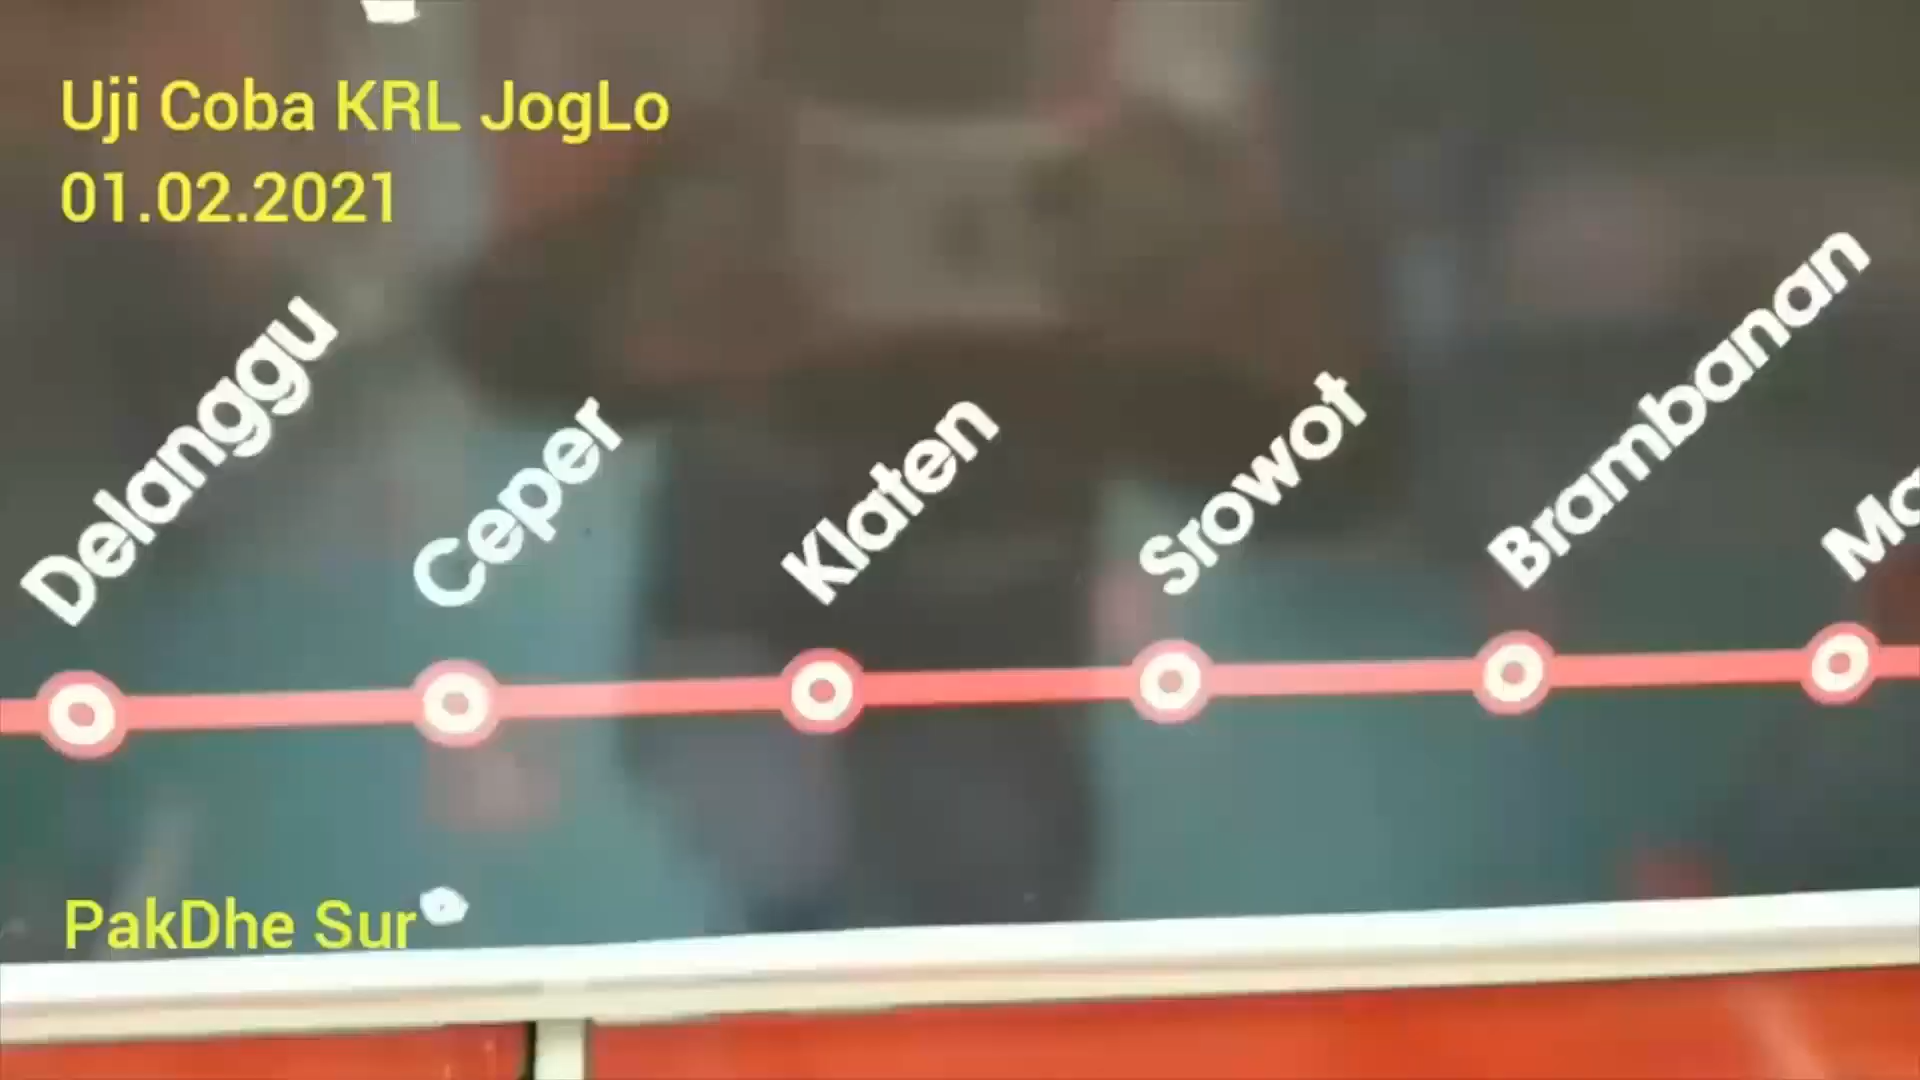 Uji Coba KRL JogLo
01.02.2021
Delanggu
Ceper
Klaten
Srowot
Brambanan
PakDhe Sur